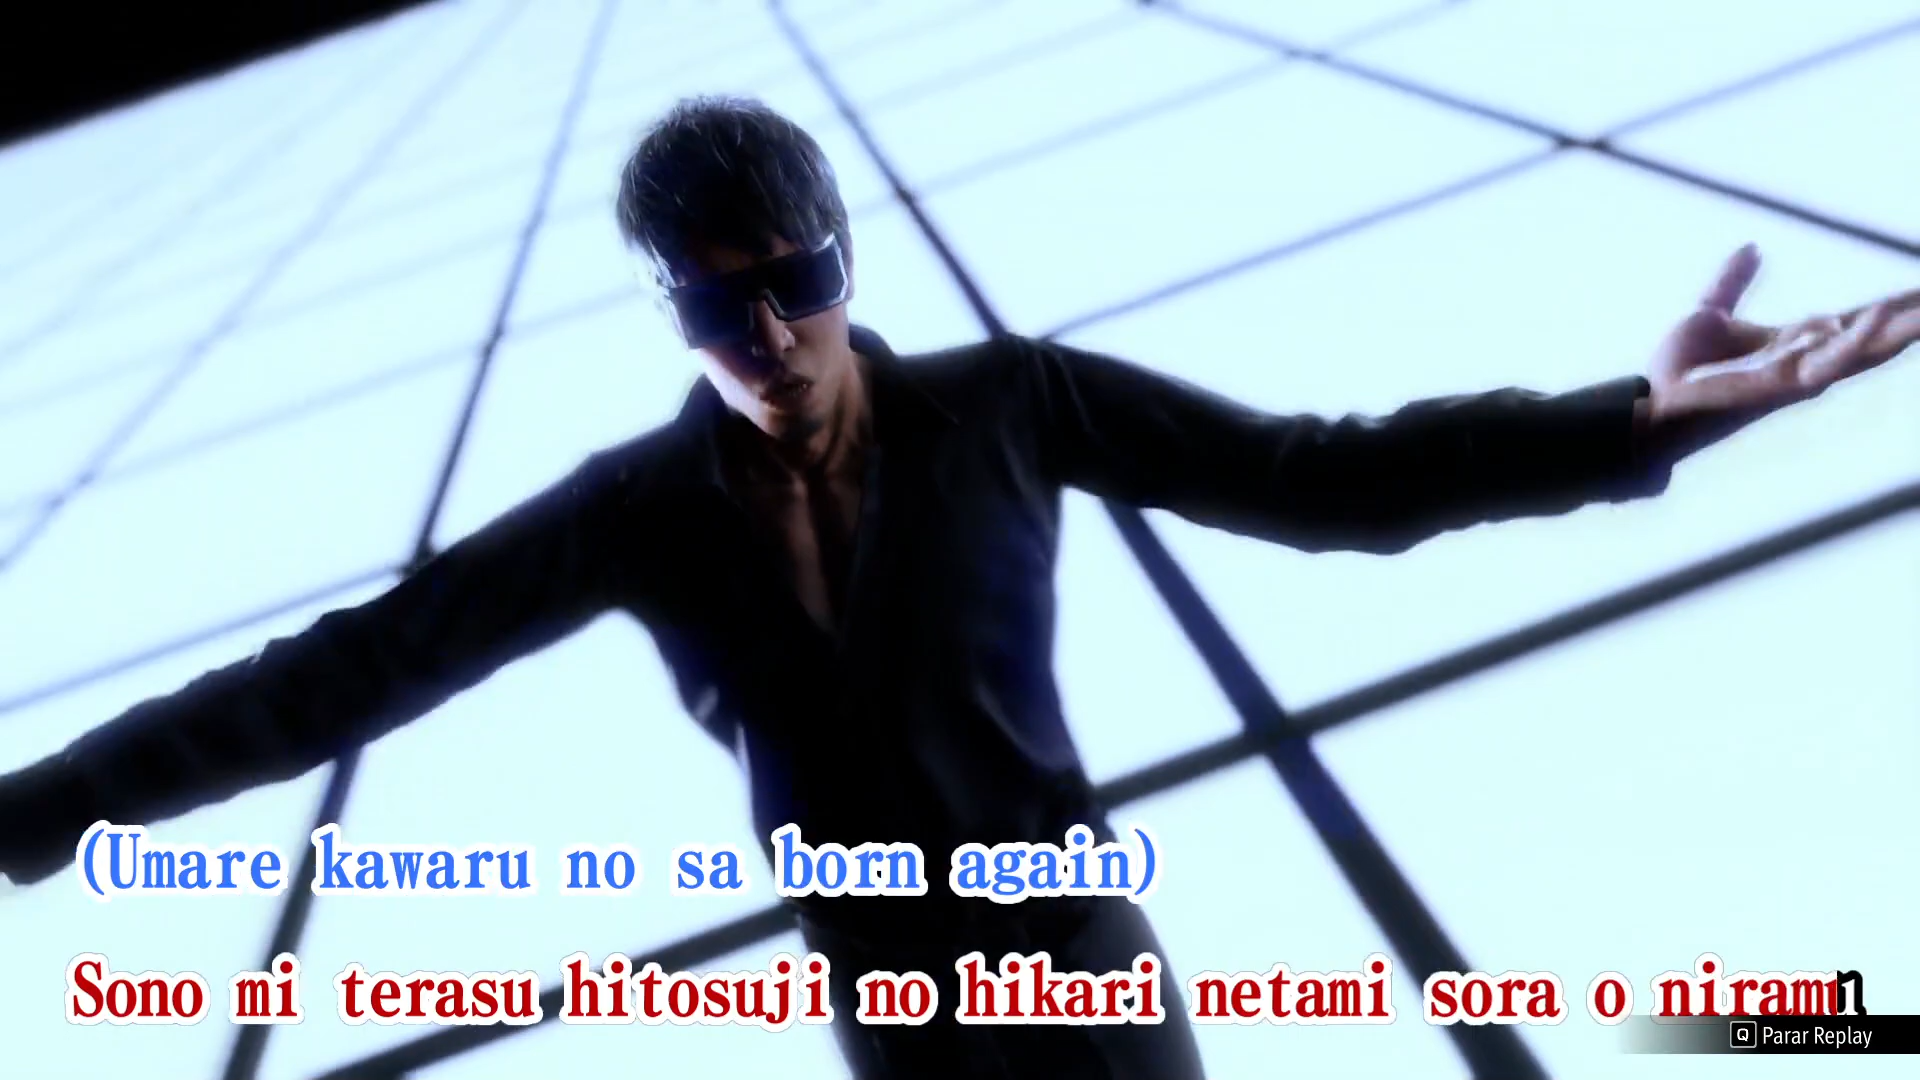 (Umare kawaru no sa born again)
Sono mi terasu hitosuji no hikari netami sora o niramu
Q Parar Replay